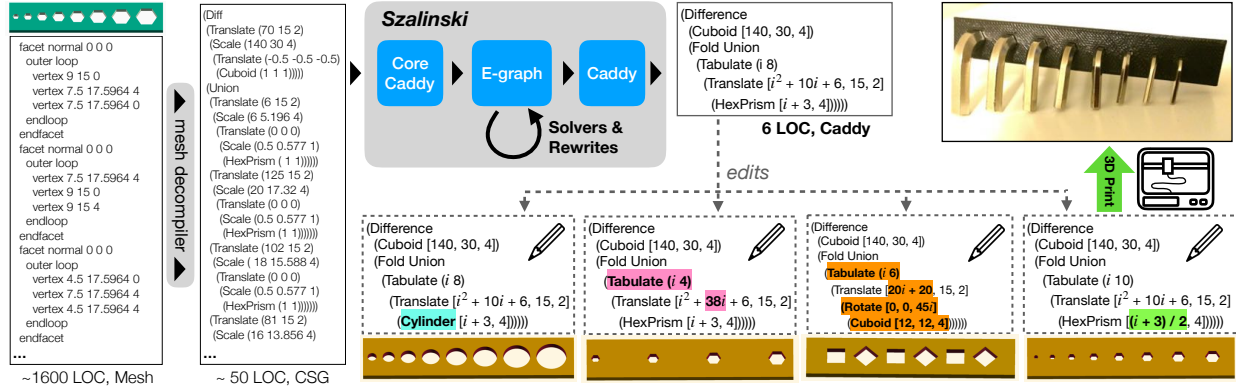 facet normal 0 0 0
outer loop
vertex 9 15 0
vertex 7.5 17.5964 4
vertex 7.5 17.5964 0
endloop
endfacet
facet normal 0 0 0
outer loop
vertex 7.5 17.5964 4
vertex 9 15 0
vertex 9 15 4
endloop
endfacet
facet normal 0 0 0
outer loop
vertex 4.5 17.5964 0
vertex 7.5 17.5964 4
vertex 4.5 17.5964 4
endloop
endfacet
...
~1600 LOC, Mesh
mesh decompiler
(Diff
(Translate (70 15 2)
(Scale (140 30 4)
(Translate (-0.5 -0.5 -0.5)
(Cuboid (1 1 1)))))
(Union
(Translate (6 15 2)
(Scale (6 5.196 4)
(Translate (0 0 0)
(Scale (0.5 0.577 1)
(HexPrism ( 1 1))))))
(Translate (125 15 2)
(Scale (20 17.32 4)
(Translate (0 0 0)
(Scale (0.5 0.577 1)
(HexPrism ( 1 1))))))
(Translate (102 15 2)
(Scale ( 18 15.588 4)
(Translate (0 0 0)
(Scale (0.5 0.577 1)
(HexPrism ( 1 1))))))
(Translate (81 15 2)
(Scale (16 13.856 4)
...
~ 50 LOC, CSG
Szalinski
Core
Caddy
E-graph
Caddy
Solvers &
Rewrites
(Difference
(Cuboid [140, 30, 4])
(Fold Union
(Tabulate (i 8)
(Translate [i² + 10i + 6, 15, 2]
(HexPrism [i + 3, 4])))))) 
6 LOC, Caddy
edits
3D Print
(Difference
(Cuboid [140, 30, 4])
(Fold Union
(Tabulate (i 8)
(Translate [i² + 10i + 6, 15, 2]
(Cylinder [i + 3, 4]))))))
(Difference
(Cuboid [140, 30, 4])
(Fold Union
(Tabulate (i 4)
(Translate [i² + 38i + 6, 15, 2]
(HexPrism [i + 3, 4]))))))
(Difference
(Cuboid [140, 30, 4])
(Fold Union
(Tabulate (i 6)
(Translate [20i + 20, 15, 2]
(Rotate [0, 0, 45i]
(Cuboid [12, 12, 4])))))))
(Difference
(Cuboid [140, 30, 4])
(Fold Union
(Tabulate (i 10)
(Translate [i² + 10i + 6, 15, 2]
(HexPrism [(i + 3) / 2, 4]))))))